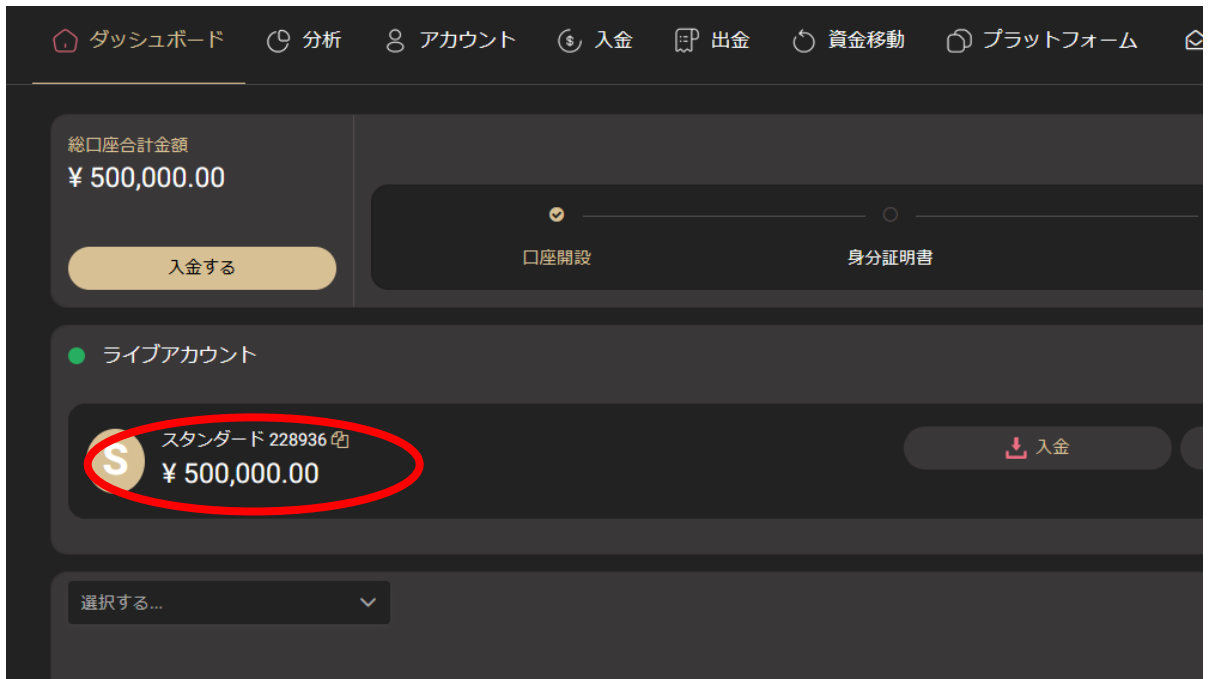 ダッシュボード 分析 アカウント 入金 出金 資金移動 プラットフォーム
総口座合計金額
¥ 500,000.00
入金する
口座開設 身分証明書
ライブアカウント
S
スタンダード 228936
¥ 500,000.00
入金
選択する...